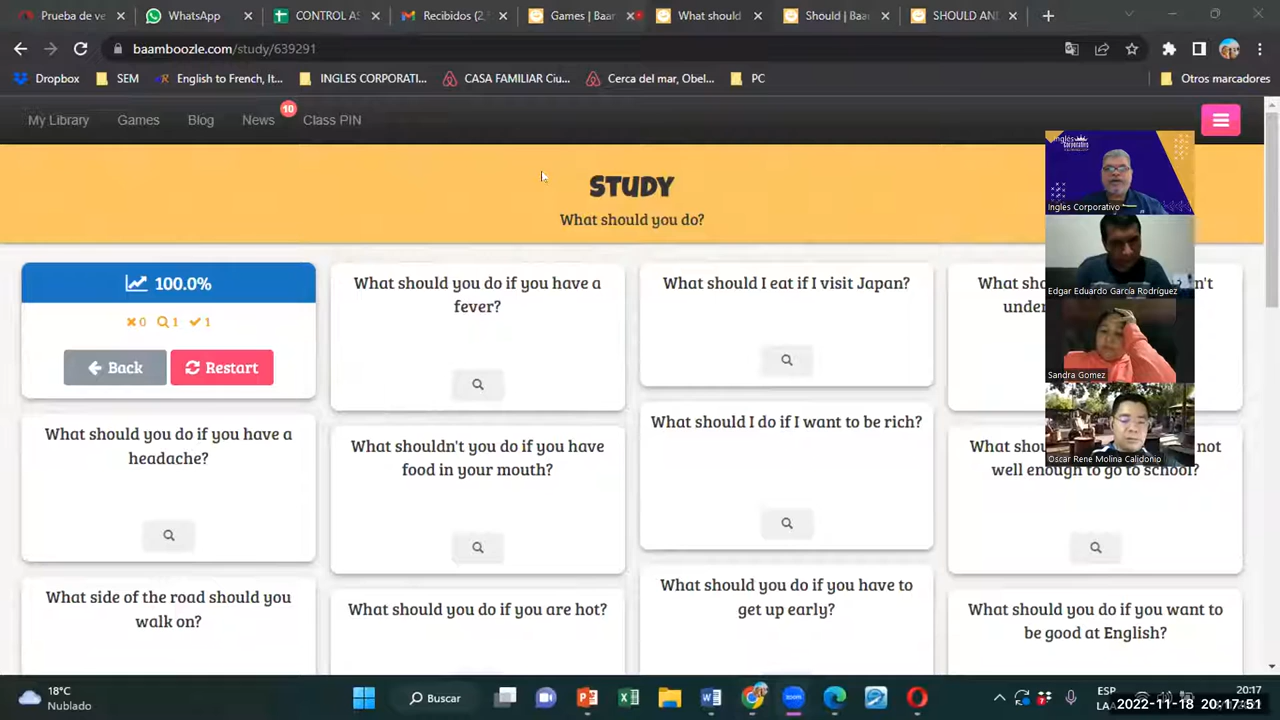 Prueba de ve
WhatsApp
CONTROL AS
Recibidos (2.
Games | Baar
What should
Should | Baa
SHOULD AN
baamboozle.com/study/639291
Dropbox
SEM
English to French, It...
INGLES CORPORATI...
CASA FAMILIAR Ciu...
Cerca del mar, Obel...
PC
Otros marcadores
My Library
Games
Blog
News
10
Class PIN
STUDY
What should you do?
100.0%
0
1
1
Back
Restart
What should you do if you have a
fever?
What should I eat if I visit Japan?
What sho
n't
under
What should you do if you have a
headache?
What shouldn't you do if you have
food in your mouth?
What should I do if I want to be rich?
What shou
not
well enough to go to school?
What side of the road should you
walk on?
What should you do if you are hot?
What should you do if you have to
get up early?
What should you do if you want to
be good at English?
Inglés
Corporativo
Ingles Corporativo
Edgar Eduardo García Rodríguez
Sandra Gomez
Oscar René Molina Calidonio
18°C
Nublado
Buscar
ESP
LAA
20:17
2022-11-18 20:17:51